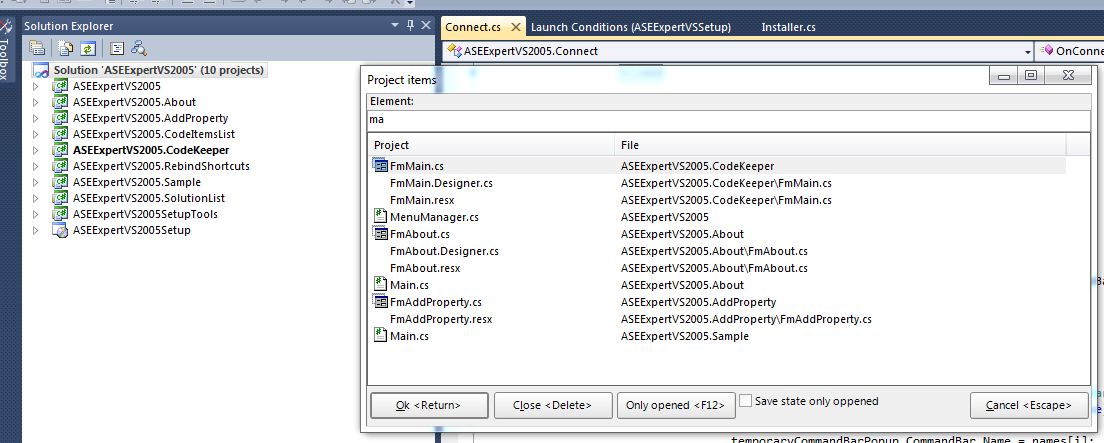 Solution Explorer
Toolbox
Solution 'ASEExpertVS2005' (10 projects)
ASEExpertVS2005
ASEExpertVS2005.About
ASEExpertVS2005.AddProperty
ASEExpertVS2005.CodeItemsList
ASEExpertVS2005.CodeKeeper
ASEExpertVS2005.RebindShortcuts
ASEExpertVS2005.Sample
ASEExpertVS2005.SolutionList
ASEExpertVS2005SetupTools
ASEExpertVS2005Setup
Connect.cs Launch Conditions (ASEExpertVSSetup) Installer.cs
ASEExpertVS2005.Connect OnConne
Project items
Element:
ma
Project File
FmMain.cs ASEExpertVS2005.CodeKeeper
FmMain.Designer.cs ASEExpertVS2005.CodeKeeper\FmMain.cs
FmMain.resx ASEExpertVS2005.CodeKeeper\FmMain.cs
MenuManager.cs ASEExpertVS2005
FmAbout.cs ASEExpertVS2005.About
FmAbout.Designer.cs ASEExpertVS2005.About\FmAbout.cs
FmAbout.resx ASEExpertVS2005.About\FmAbout.cs
Main.cs ASEExpertVS2005.About
FmAddProperty.cs ASEExpertVS2005.AddProperty
FmAddProperty.resx ASEExpertVS2005.AddProperty\FmAddProperty.cs
Main.cs ASEExpertVS2005.Sample
Ok <Return> Close <Delete> Only opened <F12> Save state only oppened Cancel <Escape>
temporaryCommandBarPopup.CommandBar.Name = names[i];